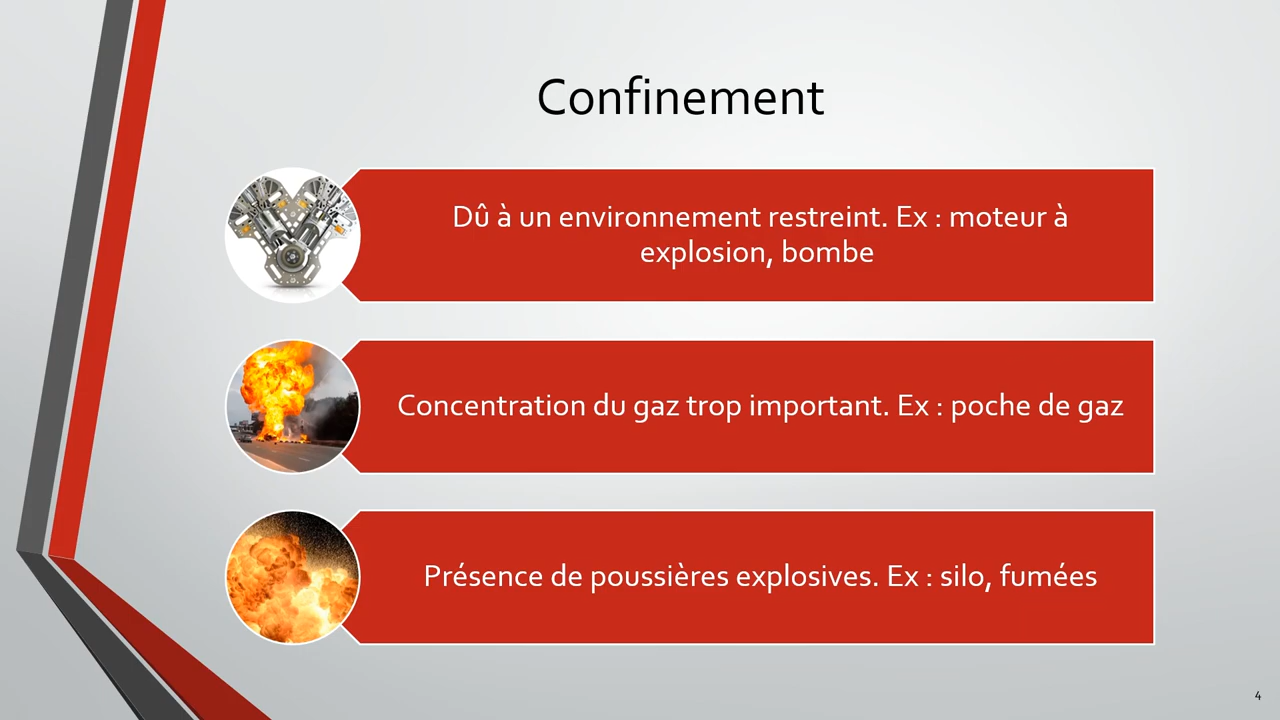 Confinement
Dû à un environnement restreint. Ex : moteur à
explosion, bombe
Concentration du gaz trop important. Ex : poche de gaz
Présence de poussières explosives. Ex : silo, fumées
4